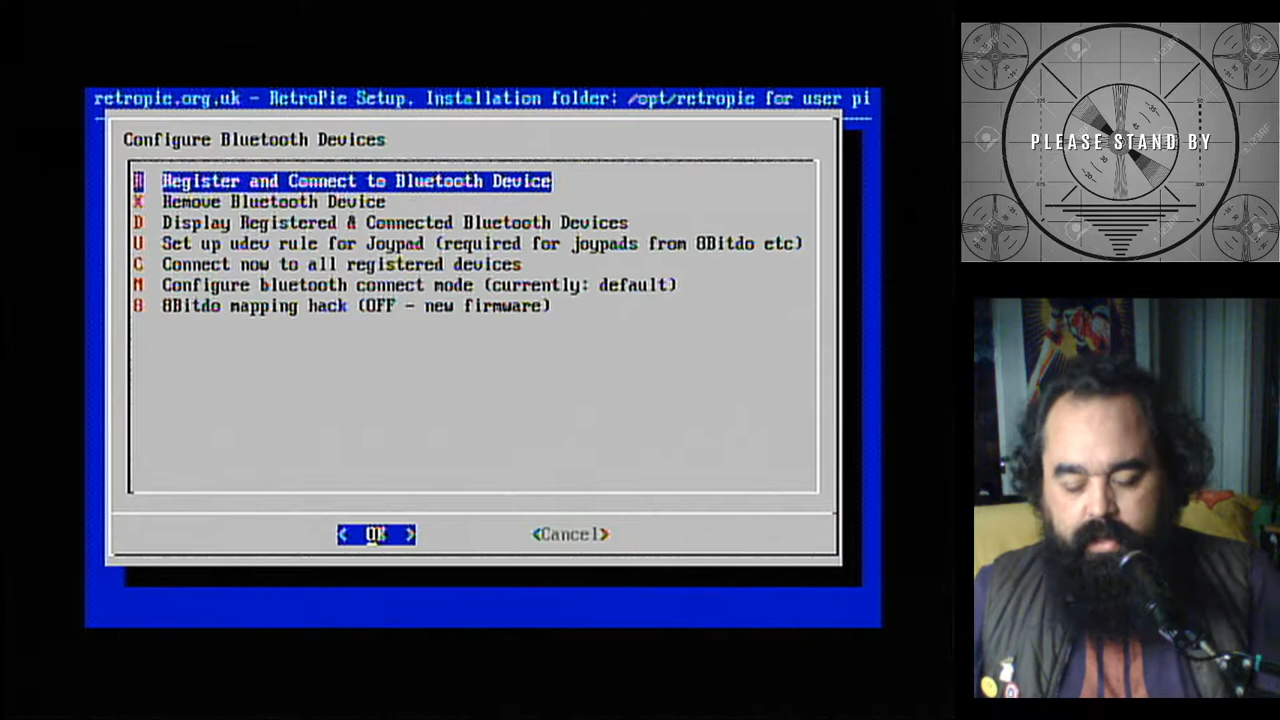 retropie.org.uk - RetroPie Setup. Installation folder: /opt/retropie for user pi
Configure Bluetooth Devices
R Register and Connect to Bluetooth Device
X Remove Bluetooth Device
D Display Registered & Connected Bluetooth Devices
U Set up udev rule for Joypad (required for joypads from 8Bitdo etc)
C Connect now to all registered devices
M Configure bluetooth connect mode (currently: default)
8 8Bitdo mapping hack (OFF - new firmware)
< OK >
<Cancel>
PLEASE STAND BY